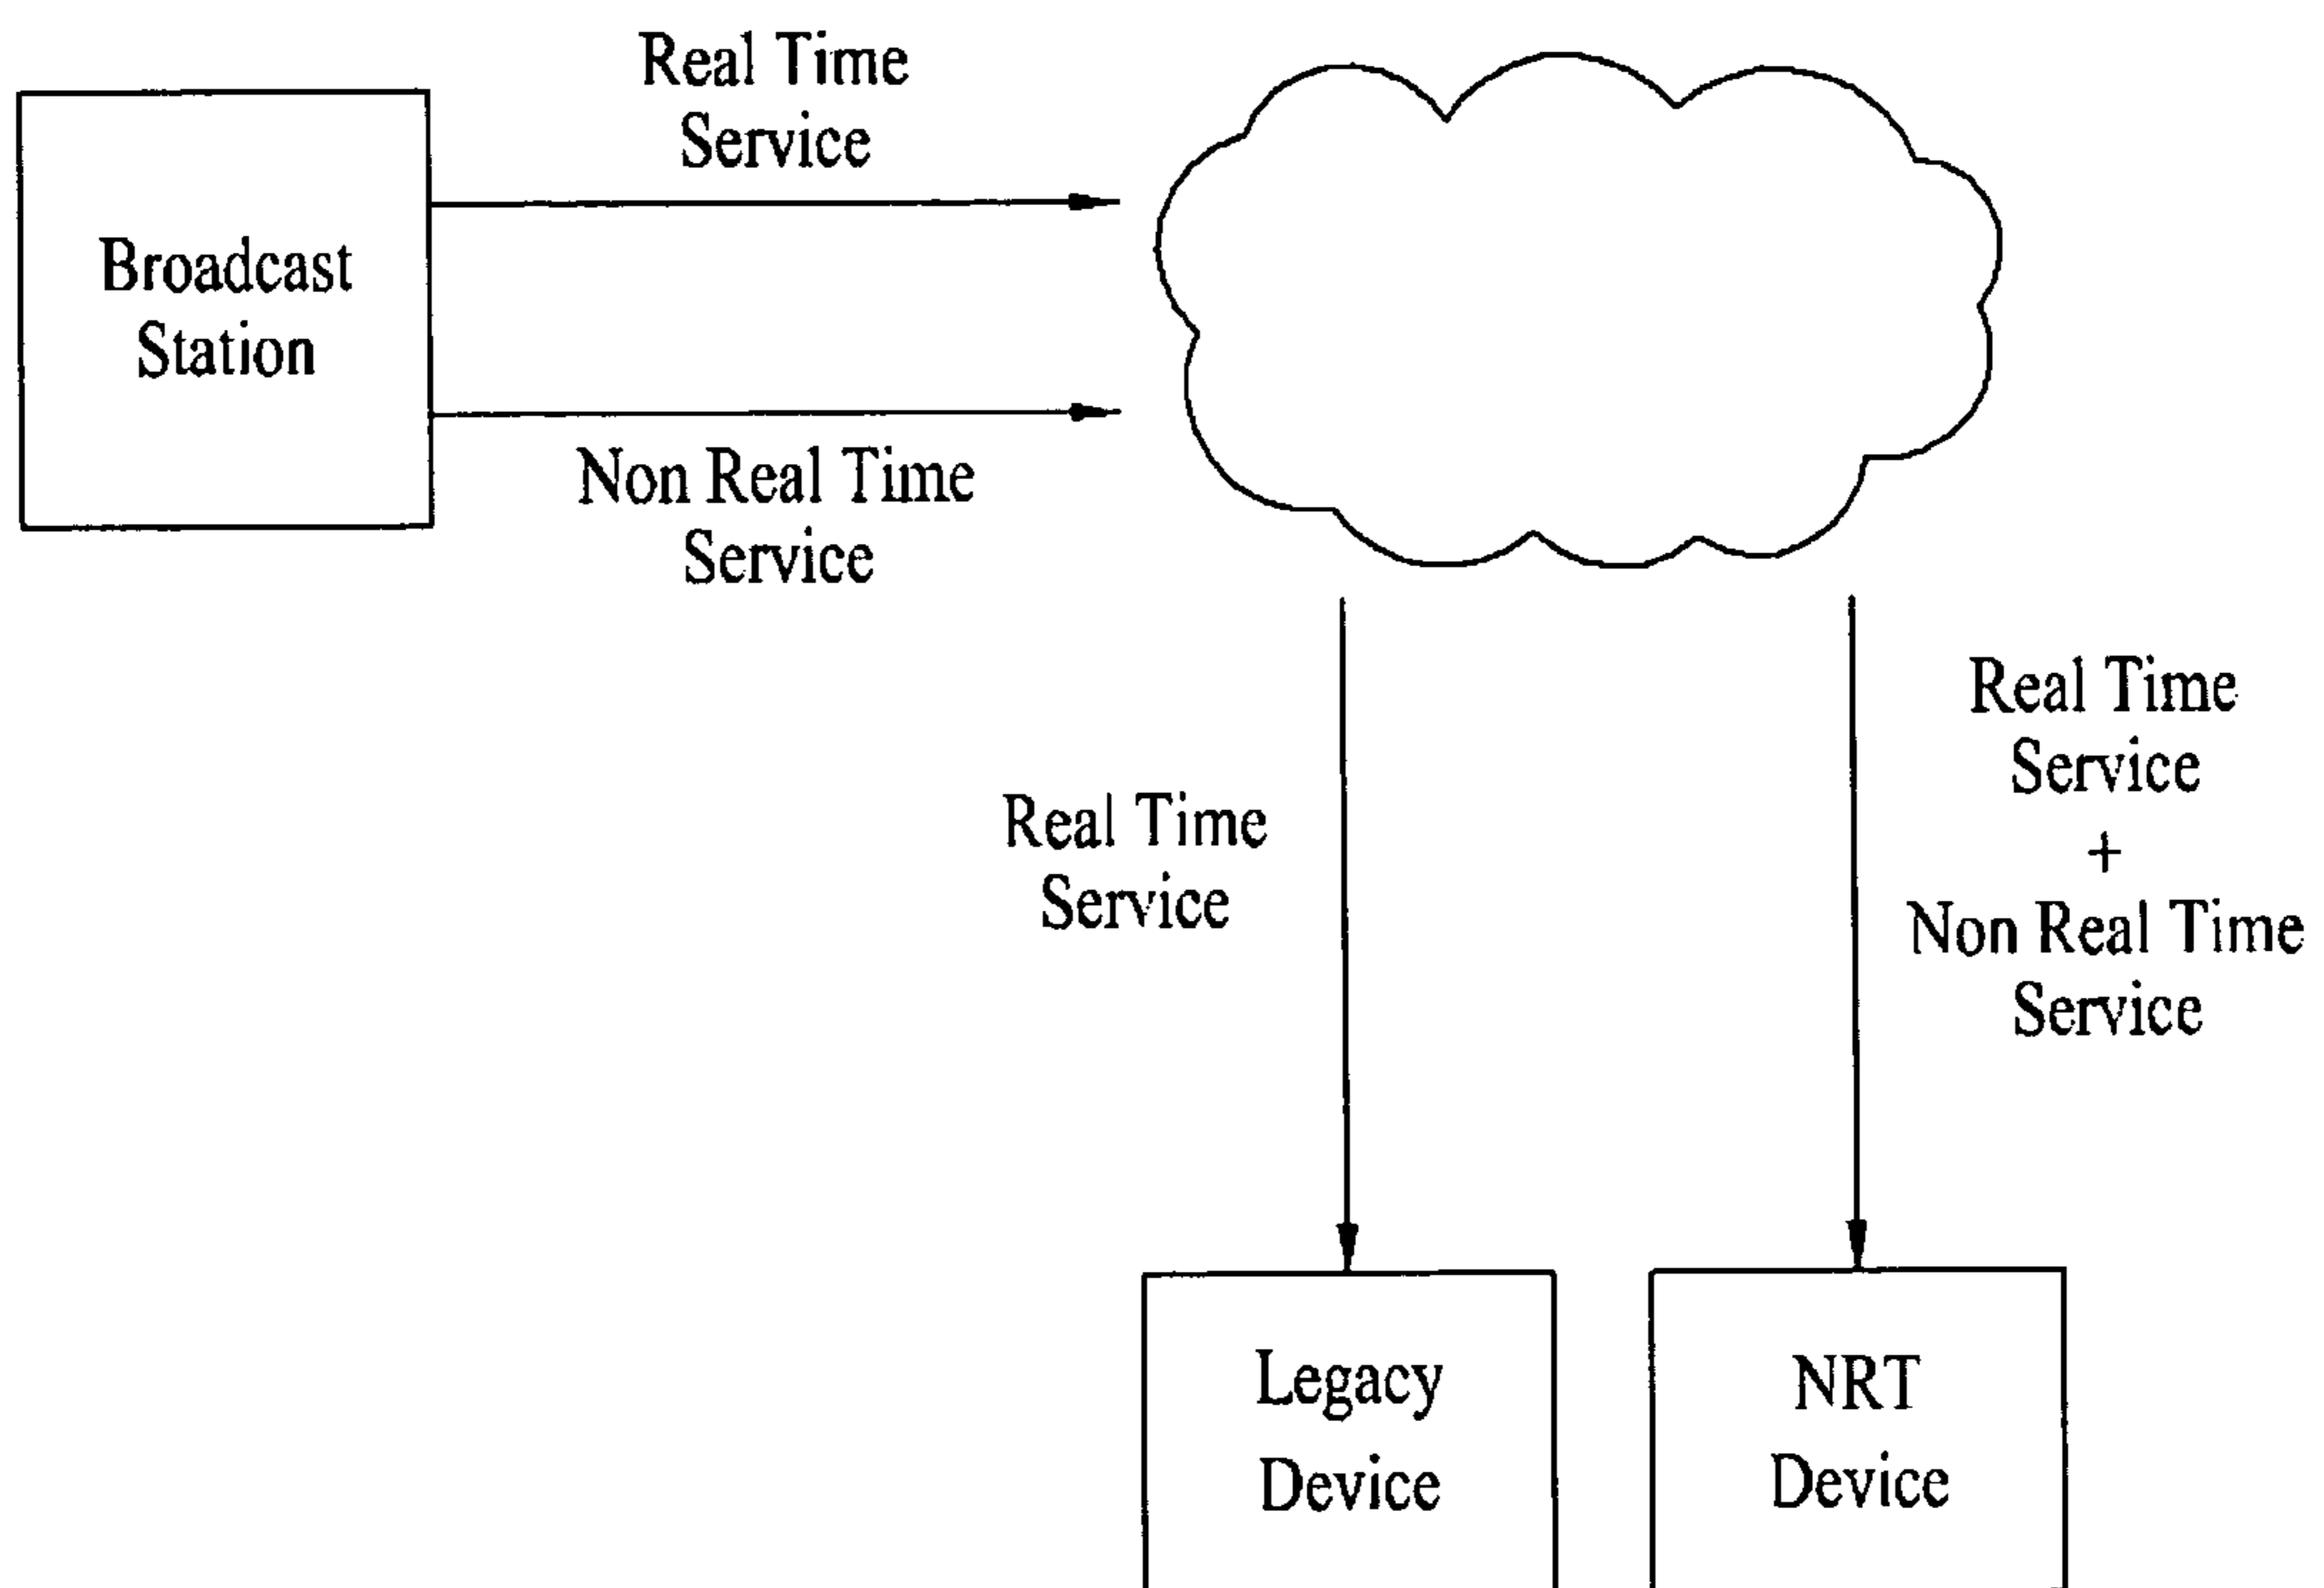 Real Time
Service
Broadcast
Station
Non Real Time
Service
Real Time
Service
Real Time
Service
+
Non Real Time
Service
Legacy
Device
NRT
Device